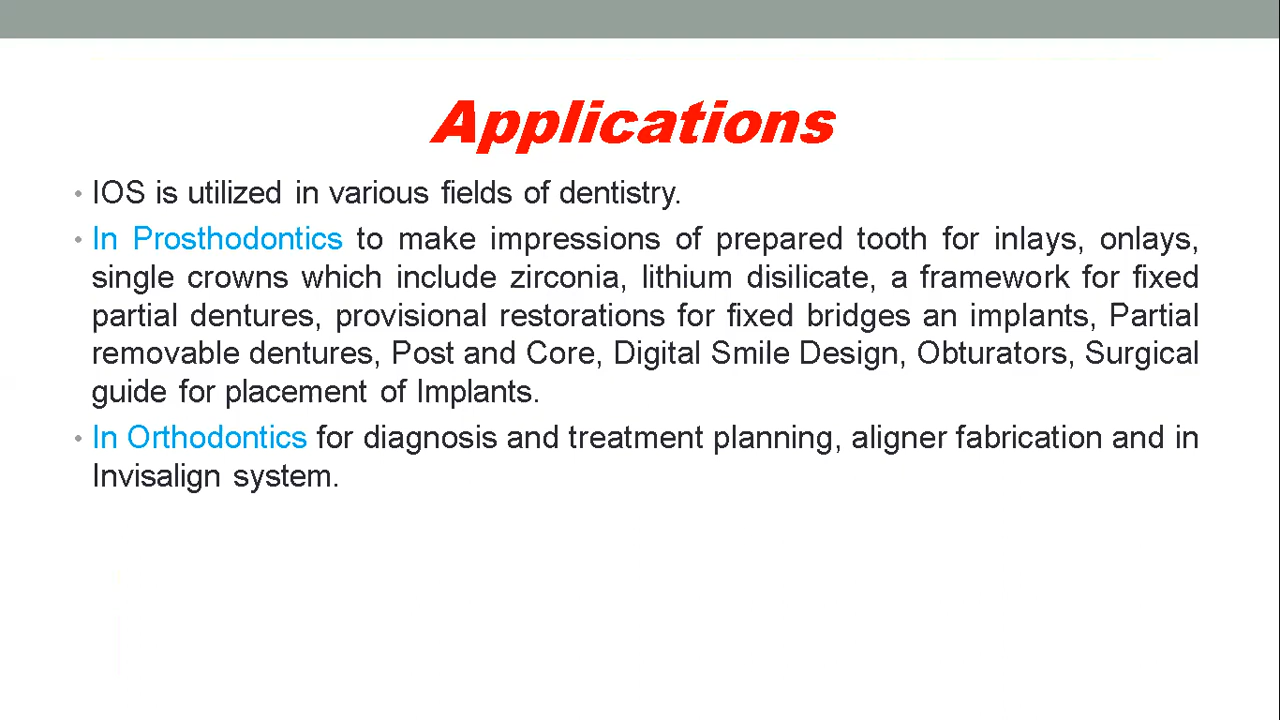 Applications
• IOS is utilized in various fields of dentistry.
• In Prosthodontics to make impressions of prepared tooth for inlays, onlays,
single crowns which include zirconia, lithium disilicate, a framework for fixed
partial dentures, provisional restorations for fixed bridges an implants, Partial
removable dentures, Post and Core, Digital Smile Design, Obturators, Surgical
guide for placement of Implants.
• In Orthodontics for diagnosis and treatment planning, aligner fabrication and in
Invisalign system.